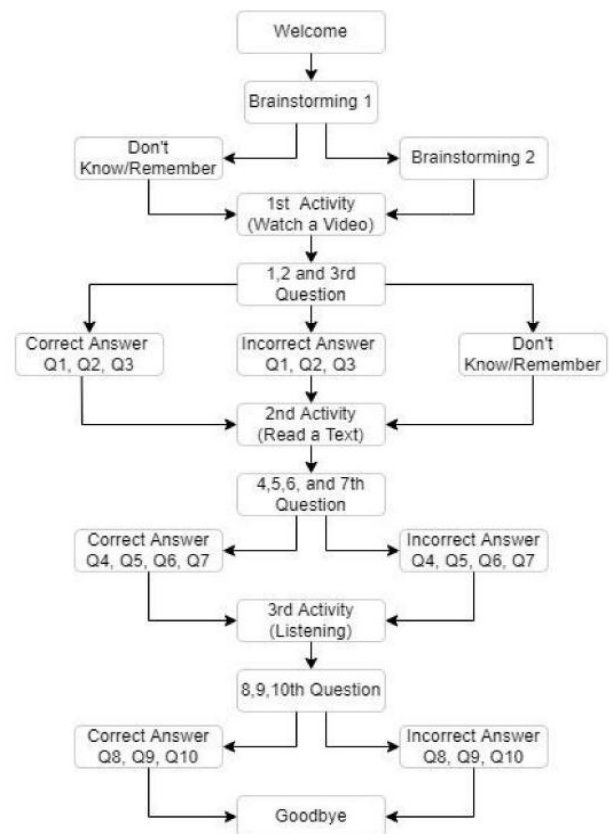 Welcome
Brainstorming 1
Don't
Know/Remember
Brainstorming 2
1st Activity
(Watch a Video)
1,2 and 3rd
Question
Correct Answer
Q1, Q2, Q3
Incorrect Answer
Q1, Q2, Q3
Don't
Know/Remember
2nd Activity
(Read a Text)
4,5,6, and 7th
Question
Correct Answer
Q4, Q5, Q6, Q7
Incorrect Answer
Q4, Q5, Q6, Q7
3rd Activity
(Listening)
8,9,10th Question
Correct Answer
Q8, Q9, Q10
Incorrect Answer
Q8, Q9, Q10
Goodbye